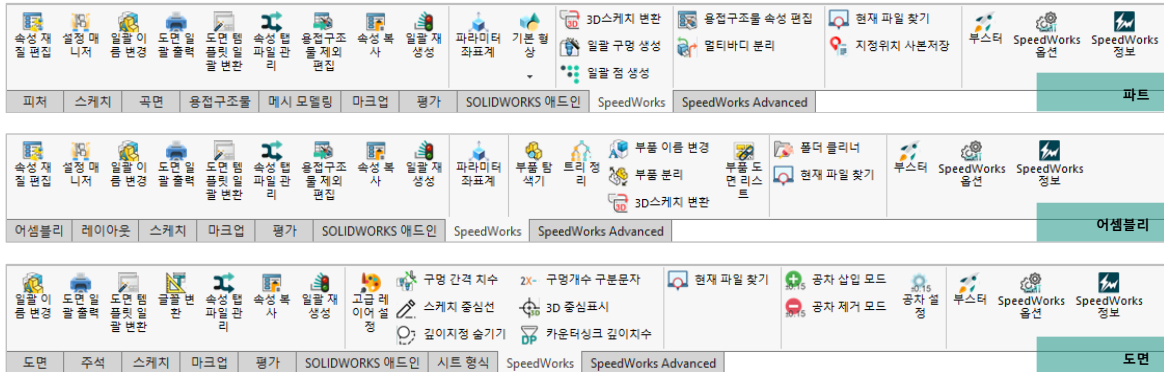 속성 재 설정 매 일괄 이 도면 일 도면 템 속성 탭 용접구조 속성 복 일괄 재 파라미터 기본 형 3D스케치 변환 용접구조물 속성 편집 현재 파일 찾기 부스터 SpeedWorks SpeedWorks
질 편집 니저 름 변경 괄 출력 플릿 일 파일 관 물 제외 사 생성 좌표계 상 일괄 구멍 생성 멀티바디 분리 지정위치 사본저장 옵션 정보
괄 변환 리 편집 일괄 점 생성
파트
피처 스케치 곡면 용접구조물 메시 모델링 마크업 평가 SOLIDWORKS 애드인 SpeedWorks SpeedWorks Advanced
속성 재 설정 매 일괄 이 도면 일 도면 템 속성 탭 용접구조 속성 복 일괄 재 파라미터 부품 탐 트리 정 부품 이름 변경 부품 도 폴더 클리너 부스터 SpeedWorks SpeedWorks
질 편집 니저 름 변경 괄 출력 플릿 일 파일 관 물 제외 사 생성 좌표계 색기 리 부품 분리 면 리스 현재 파일 찾기 옵션 정보
괄 변환 리 편집 3D스케치 변환 트
어셈블리
어셈블리 레이아웃 스케치 마크업 평가 SOLIDWORKS 애드인 SpeedWorks SpeedWorks Advanced
일괄 이 도면 일 도면 템 글꼴 변 속성 탭 속성 복 일괄 재 고급 레 구멍 간격 치수 2X- 구멍개수 구분문자 현재 파일 찾기 공차 삽입 모드 공차 설 부스터 SpeedWorks SpeedWorks
름 변경 괄 출력 플릿 일 환 파일 관 사 생성 이어 설 스케치 중심선 3D 중심표시 공차 제거 모드 정 옵션 정보
괄 변환 리 정 깊이지정 숨기기 카운터싱크 깊이치수
도면
도면 주석 스케치 마크업 평가 SOLIDWORKS 애드인 시트 형식 SpeedWorks SpeedWorks Advanced